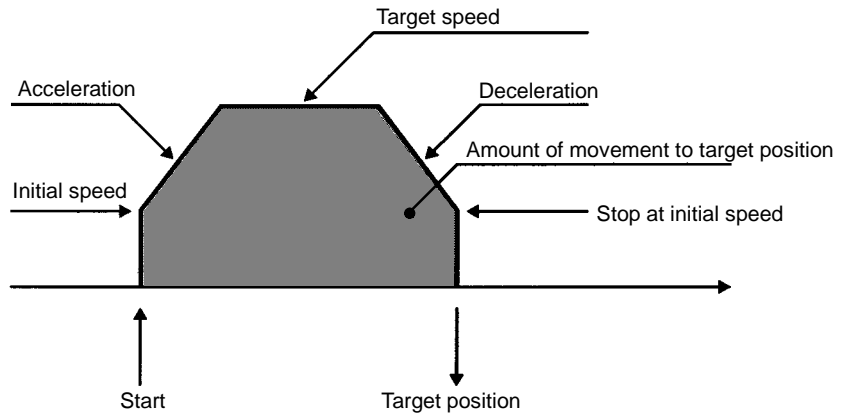 Target speed
Acceleration
Deceleration
Amount of movement to target position
Initial speed
Stop at initial speed
Start
Target position